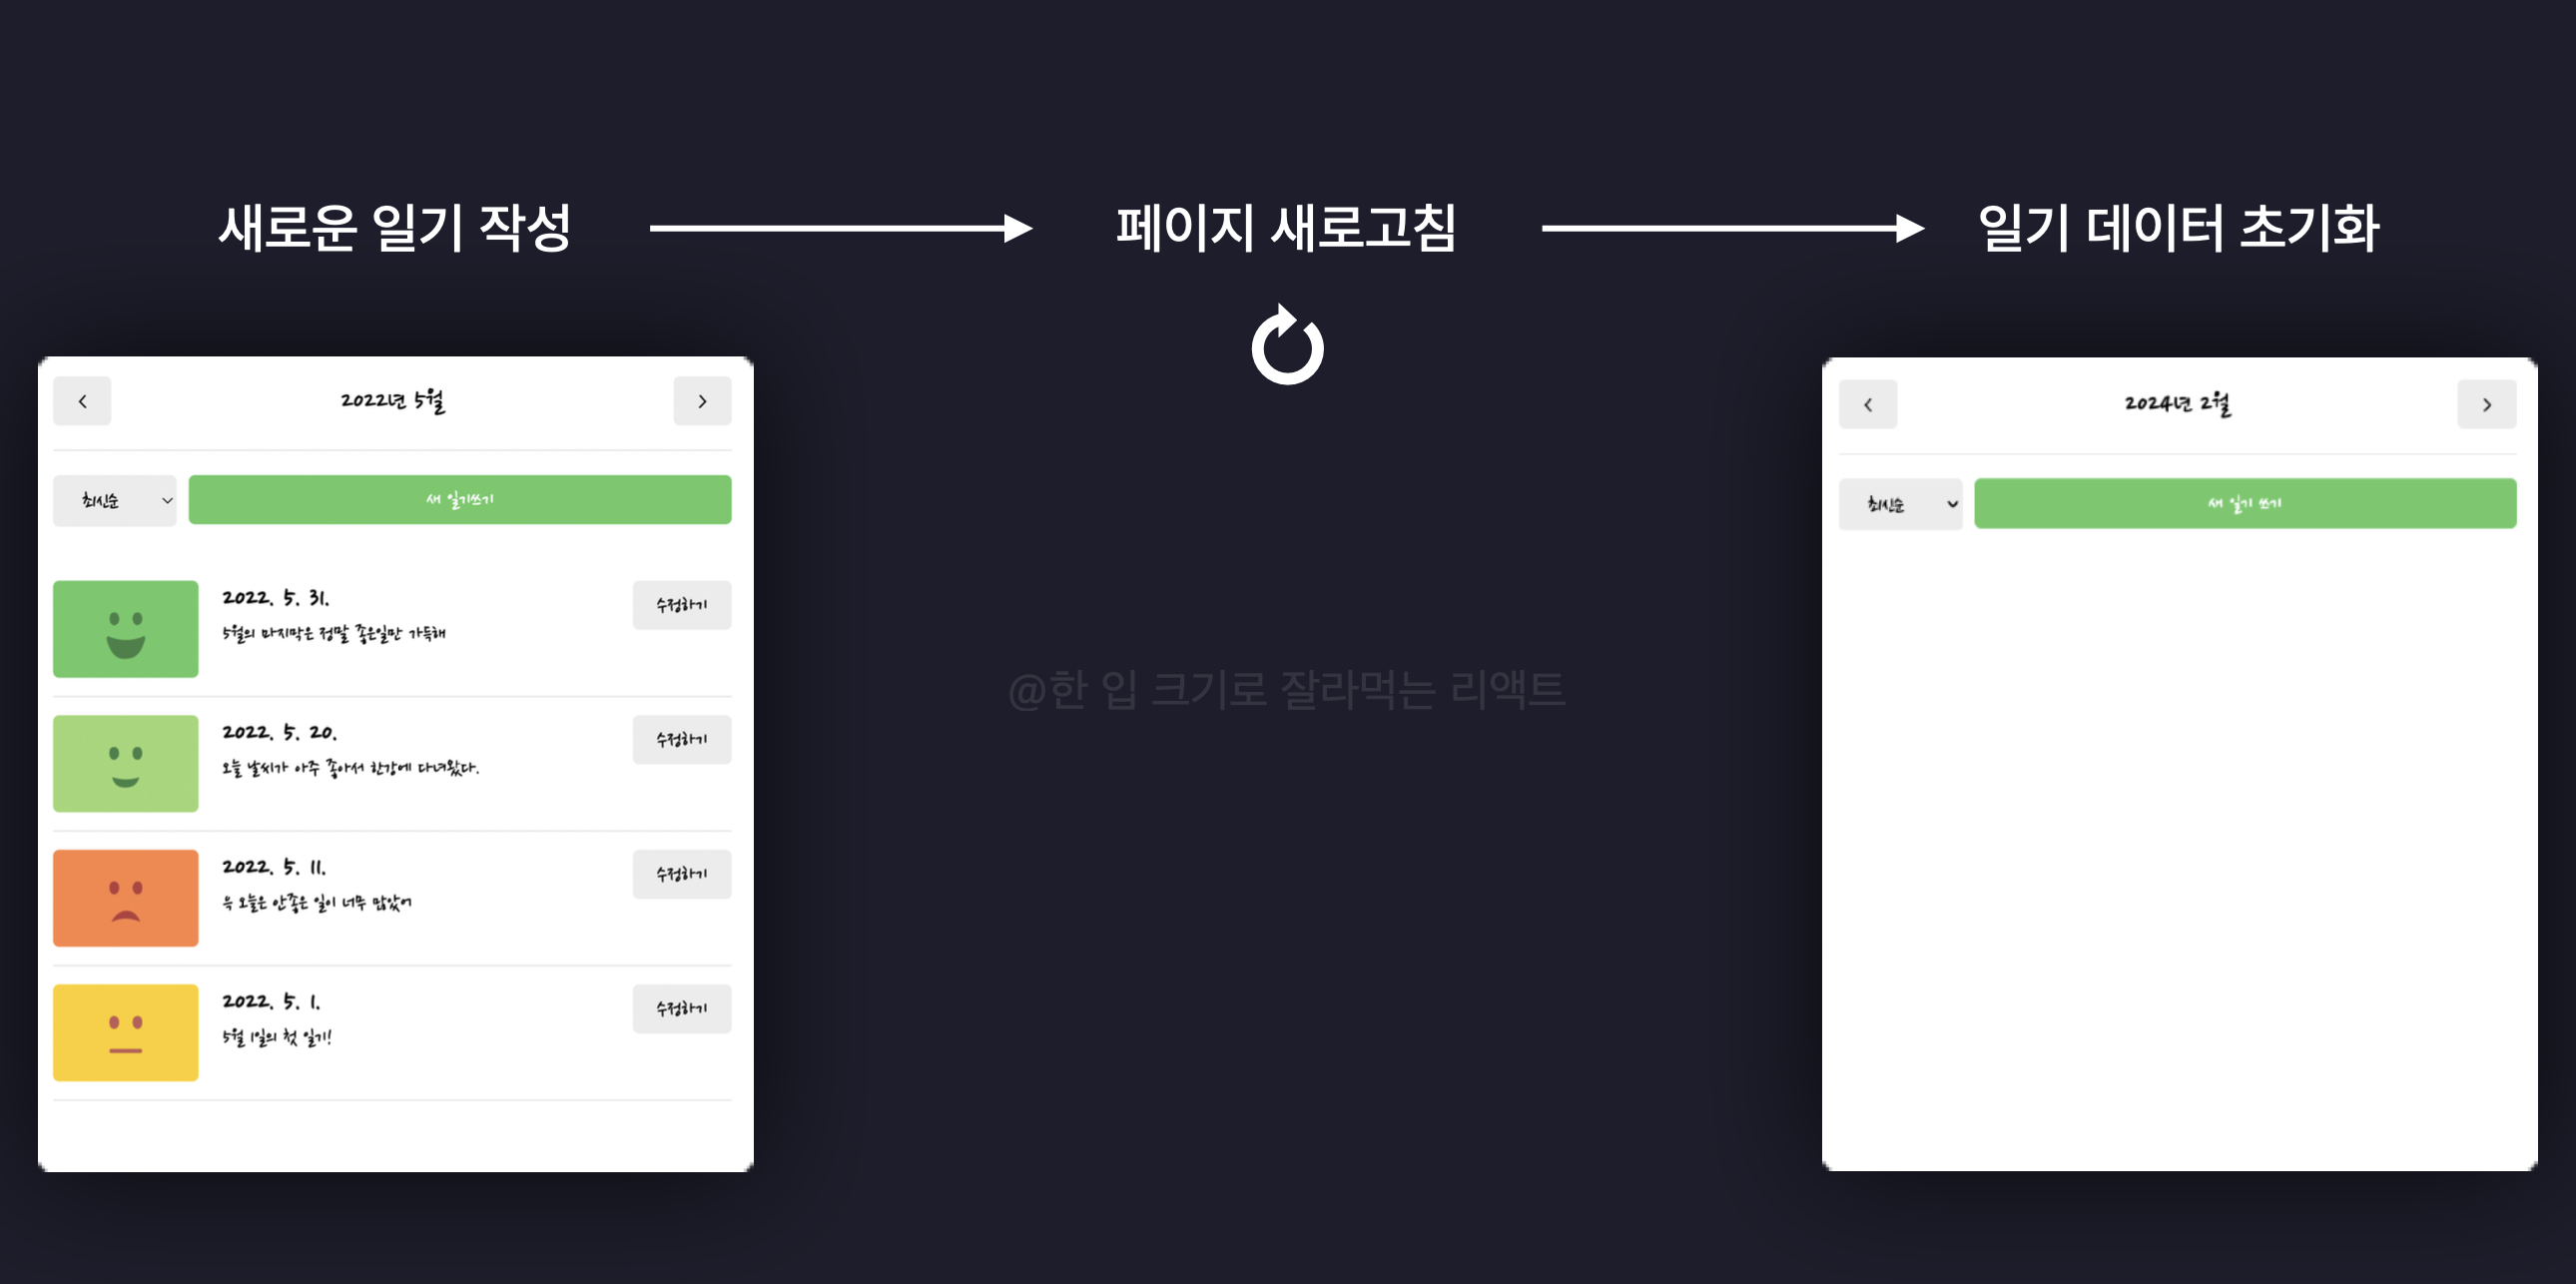 새로운 일기 작성
페이지 새로고침
일기 데이터 초기화
2022년 5월
최신순
새 일기쓰기
2022. 5. 31.
5월의 마지막은 정말 좋은일만 가득해
수정하기
2022. 5. 20.
오늘 날씨가 아주 좋아서 한강에 다녀왔다.
수정하기
2022. 5. 11.
윽 오늘은 안좋은 일이 너무 많았어
수정하기
2022. 5. 1.
5월 1일의 첫 일기!
수정하기
@한 입 크기로 잘라먹는 리액트
2024년 2월
최신순
새 일기 쓰기